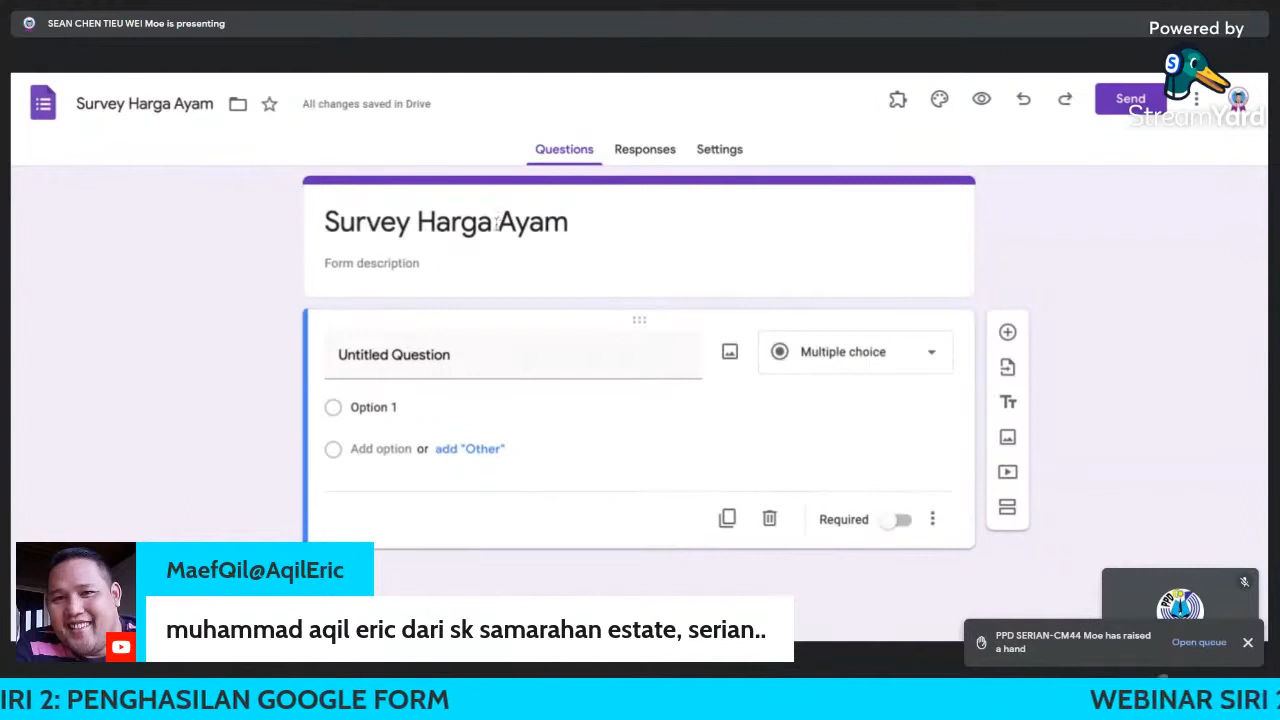 SEAN CHEN TIEU WEI Moe is presenting
Powered by
StreamYard
Survey Harga Ayam
All changes saved in Drive
Send
Questions
Responses
Settings
Survey Harga Ayam
Form description
Untitled Question
Multiple choice
Option 1
Add option or add "Other"
Required
MaefQil@AqilEric
muhammad aqil eric dari sk samarahan estate, serian..
PPD
PPD SERIAN-CM44 Moe has raised
a hand
Open queue
IRI 2: PENGHASILAN GOOGLE FORM
WEBINAR SIRI 2